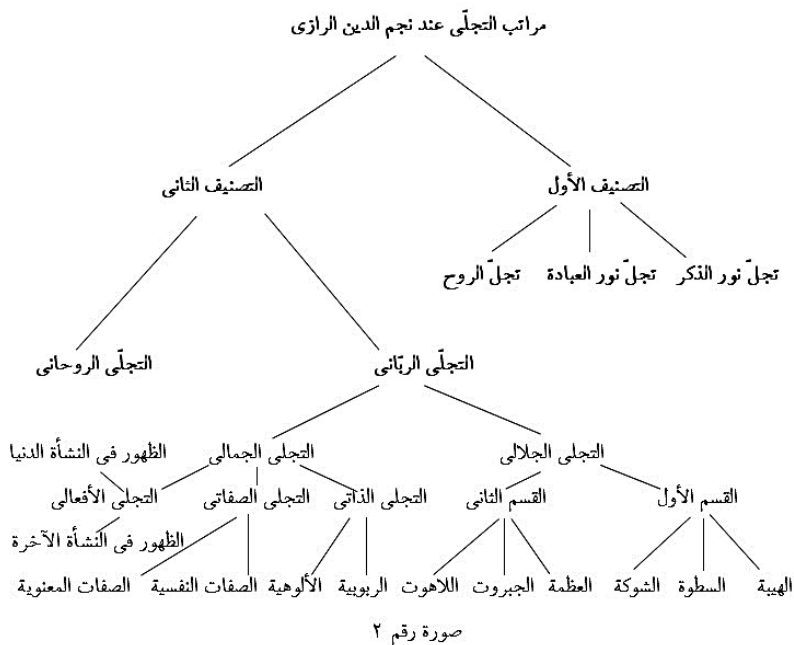 مراتب التجلّى عند نجم الدين الرازى
التصنيف الأول التصنيف الثانى
تجلّ نور الذكر تجلّ نور العبادة تجلّ الروح
التجلّى الربّانى التجلّى الروحانى
التجلى الجلالى التجلى الجمالى الظهور فى النشأة الدنيا
القسم الأول القسم الثانى التجلى الذاتى التجلى الصفاتى التجلى الأفعالى
الظهور فى النشأة الآخرة
الهيبة السطوة الشوكة العظمة الجبروت اللاهوت الربوبية الألوهية الصفات النفسية الصفات المعنوية
صورة رقم ٢